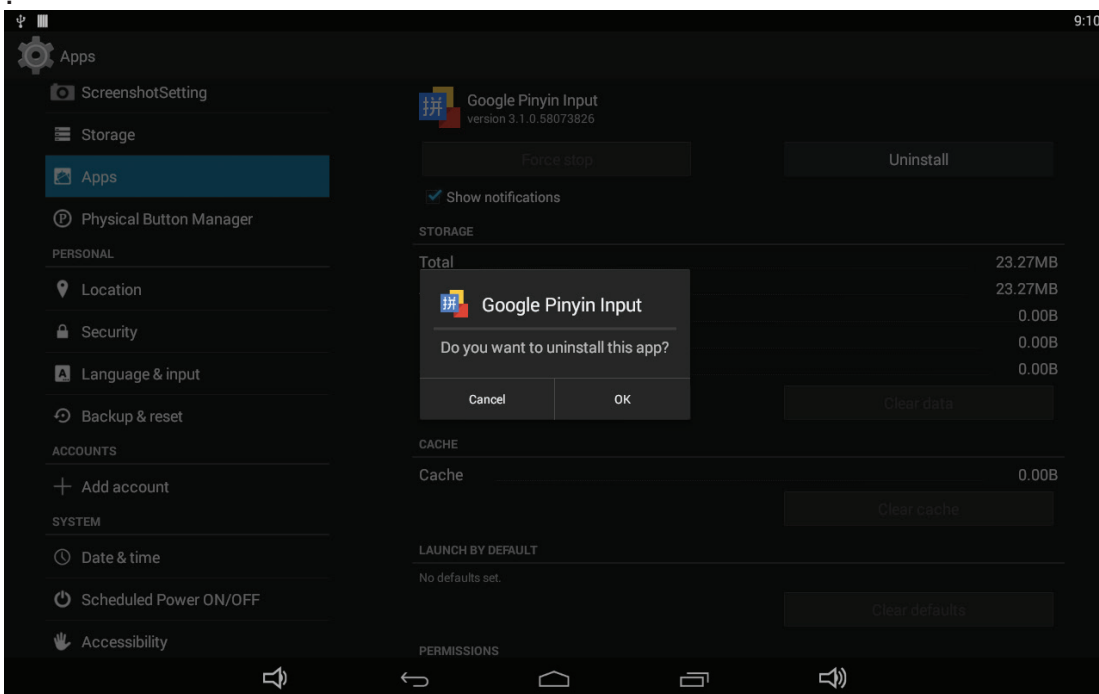 9:10
Apps
ScreenshotSetting
Storage
Apps
Physical Button Manager
PERSONAL
Location
Security
Language & input
Backup & reset
ACCOUNTS
Add account
SYSTEM
Date & time
Scheduled Power ON/OFF
Accessibility
拼 Google Pinyin Input
version 3.1.0.58073826
Force stop Uninstall
Show notifications
STORAGE
Total 23.27MB
23.27MB
0.00B
0.00B
0.00B
Clear data
拼 Google Pinyin Input
Do you want to uninstall this app?
Cancel OK
CACHE
Cache 0.00B
Clear cache
LAUNCH BY DEFAULT
No defaults set.
Clear defaults
PERMISSIONS